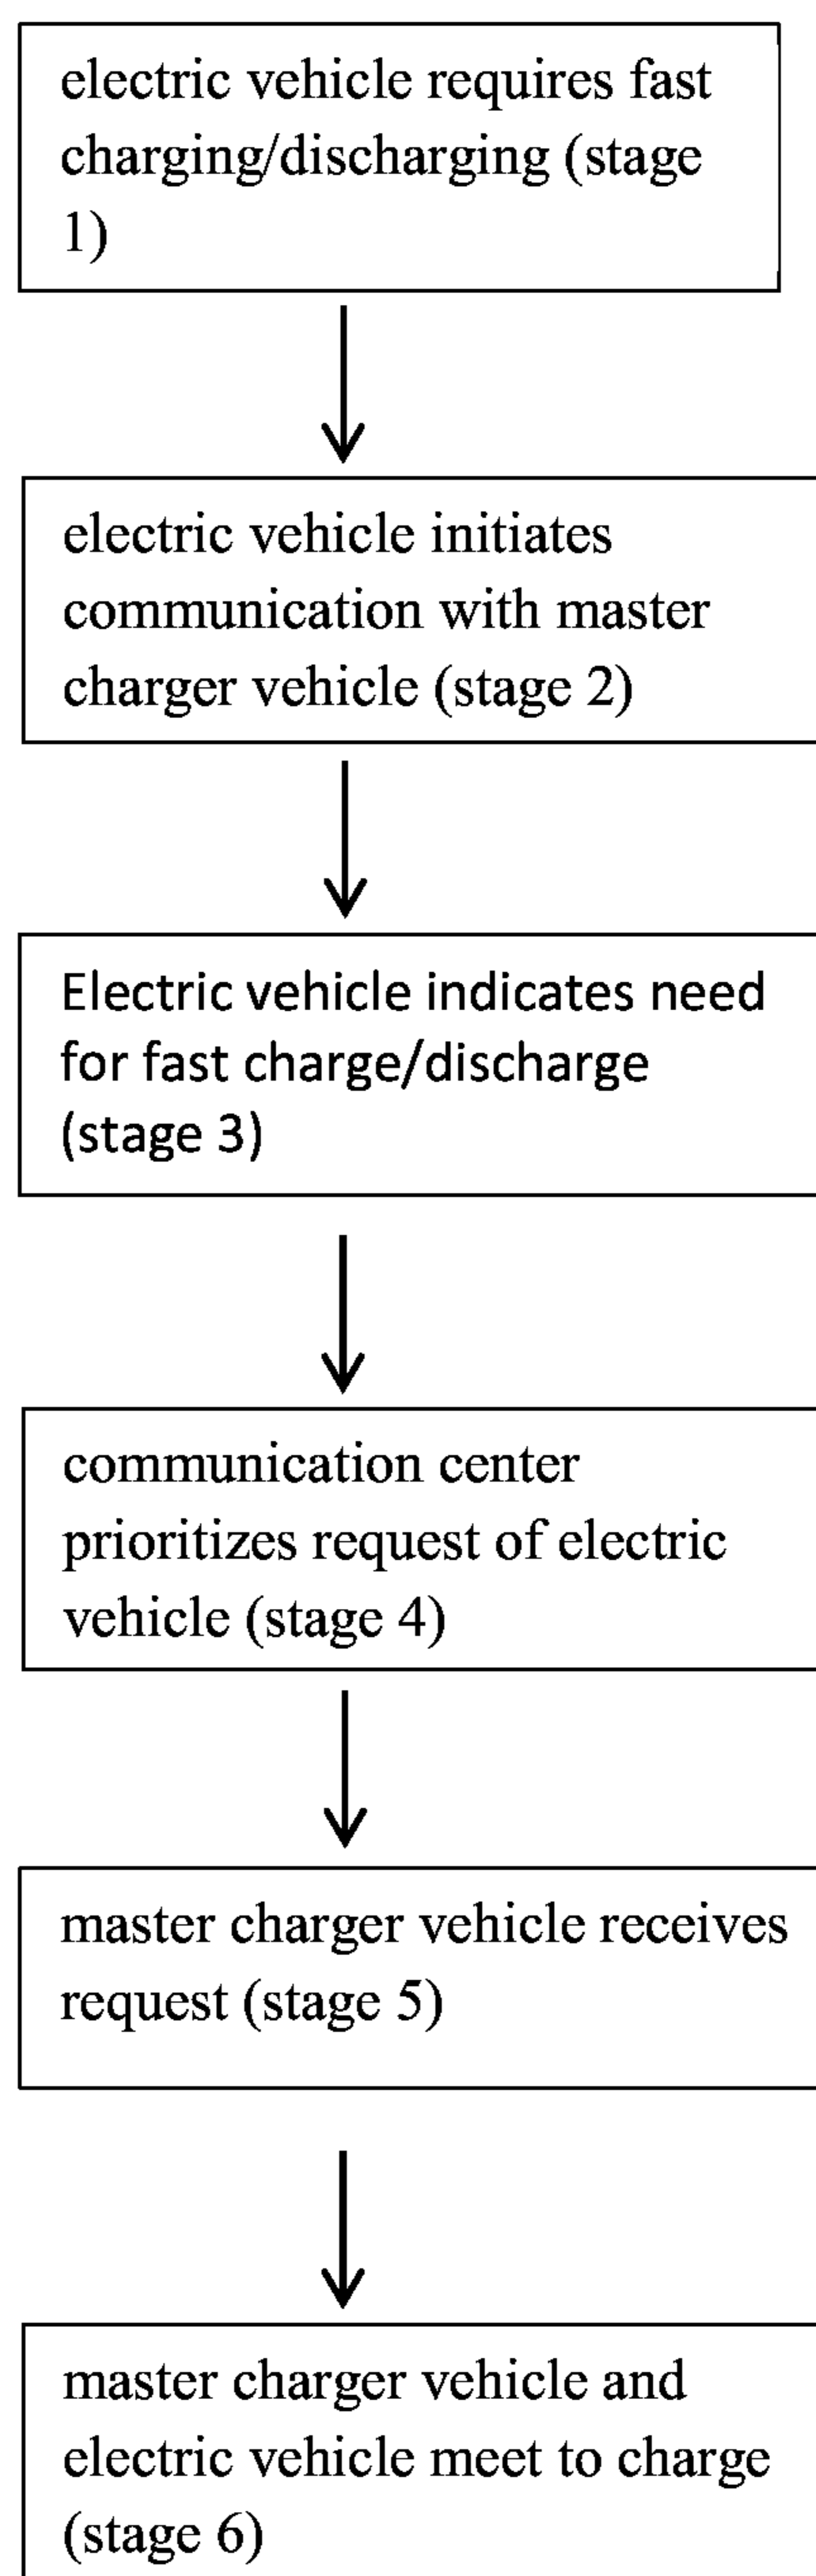 electric vehicle requires fast
charging/discharging (stage
1)
electric vehicle initiates
communication with master
charger vehicle (stage 2)
Electric vehicle indicates need
for fast charge/discharge
(stage 3)
communication center
prioritizes request of electric
vehicle (stage 4)
master charger vehicle receives
request (stage 5)
master charger vehicle and
electric vehicle meet to charge
(stage 6)